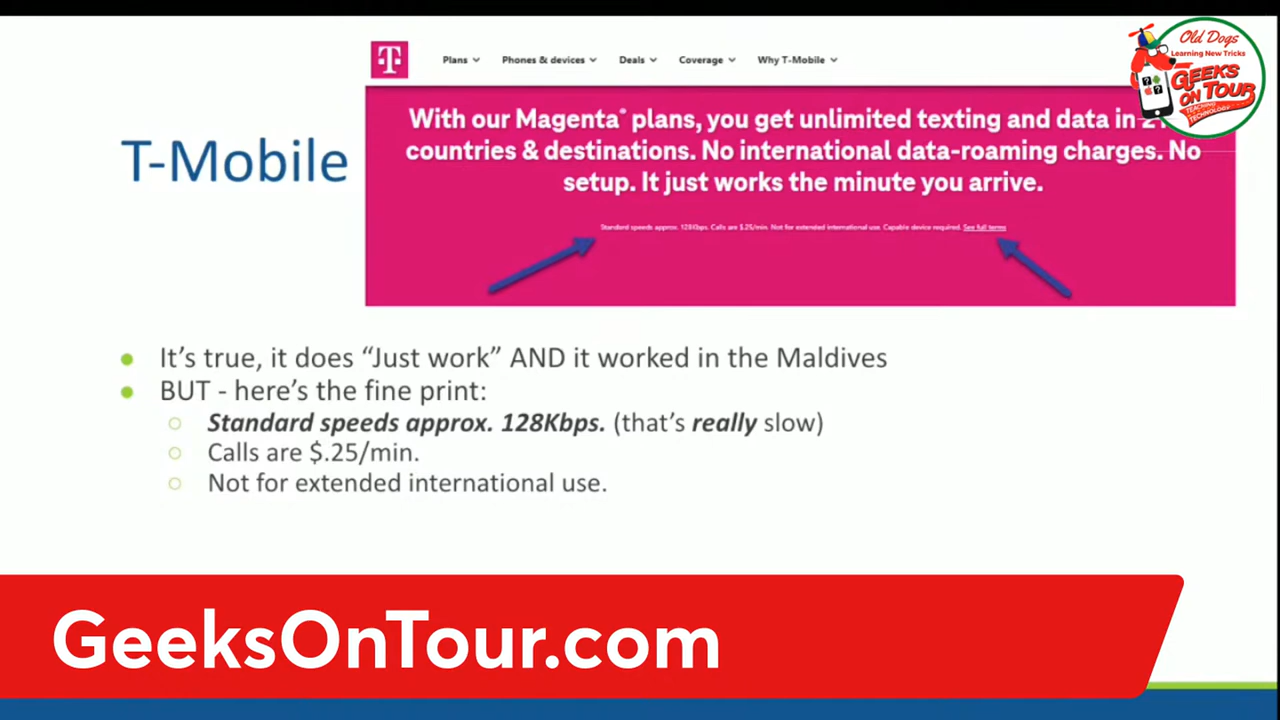 Old Dogs
Learning New Tricks
GEEKS
ON TOUR
TEACHING
TECHNOLOGY
T
Plans
Phones & devices
Deals
Coverage
Why T-Mobile
With our Magenta® plans, you get unlimited texting and data in
countries & destinations. No international data-roaming charges. No
setup. It just works the minute you arrive.
Standard speeds approx. 128Kbps. Calls are $.25/min. Not for extended international use. Capable device required. See full terms
T-Mobile
It's true, it does “Just work” AND it worked in the Maldives
BUT - here's the fine print:
Standard speeds approx. 128Kbps. (that's really slow)
Calls are $.25/min.
Not for extended international use.
GeeksOnTour.com